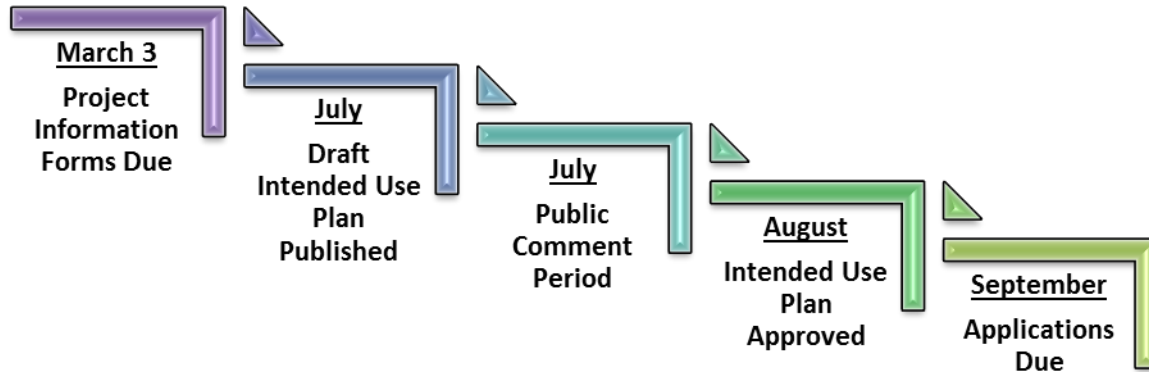 March 3
Project
Information
Forms Due
July
Draft
Intended Use
Plan
Published
July
Public
Comment
Period
August
Intended Use
Plan
Approved
September
Applications
Due